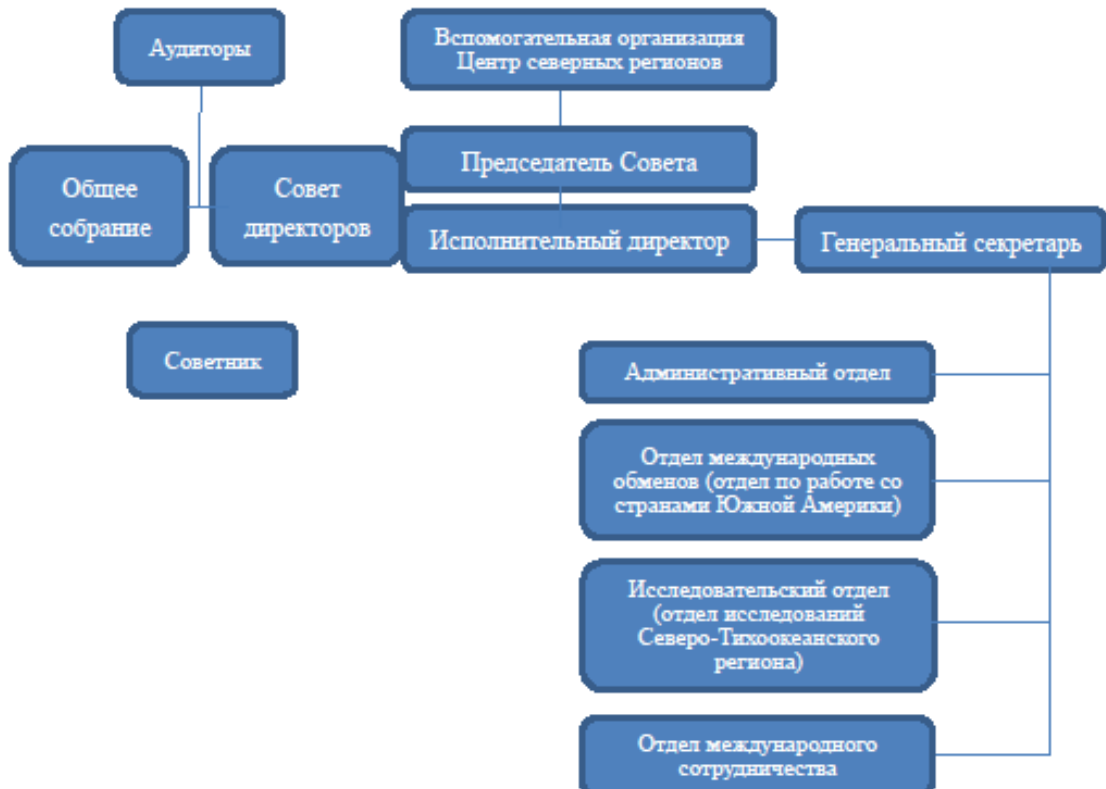 Аудиторы
Вспомогательная организация
Центр северных регионов
Общее
собрание
Совет
директоров
Председатель Совета
Исполнительный директор
Генеральный секретарь
Советник
Административный отдел
Отдел международных
обменов (отдел по работе со
странами Южной Америки)
Исследовательский отдел
(отдел исследований
Северо-Тихоокеанского
региона)
Отдел международного
сотрудничества